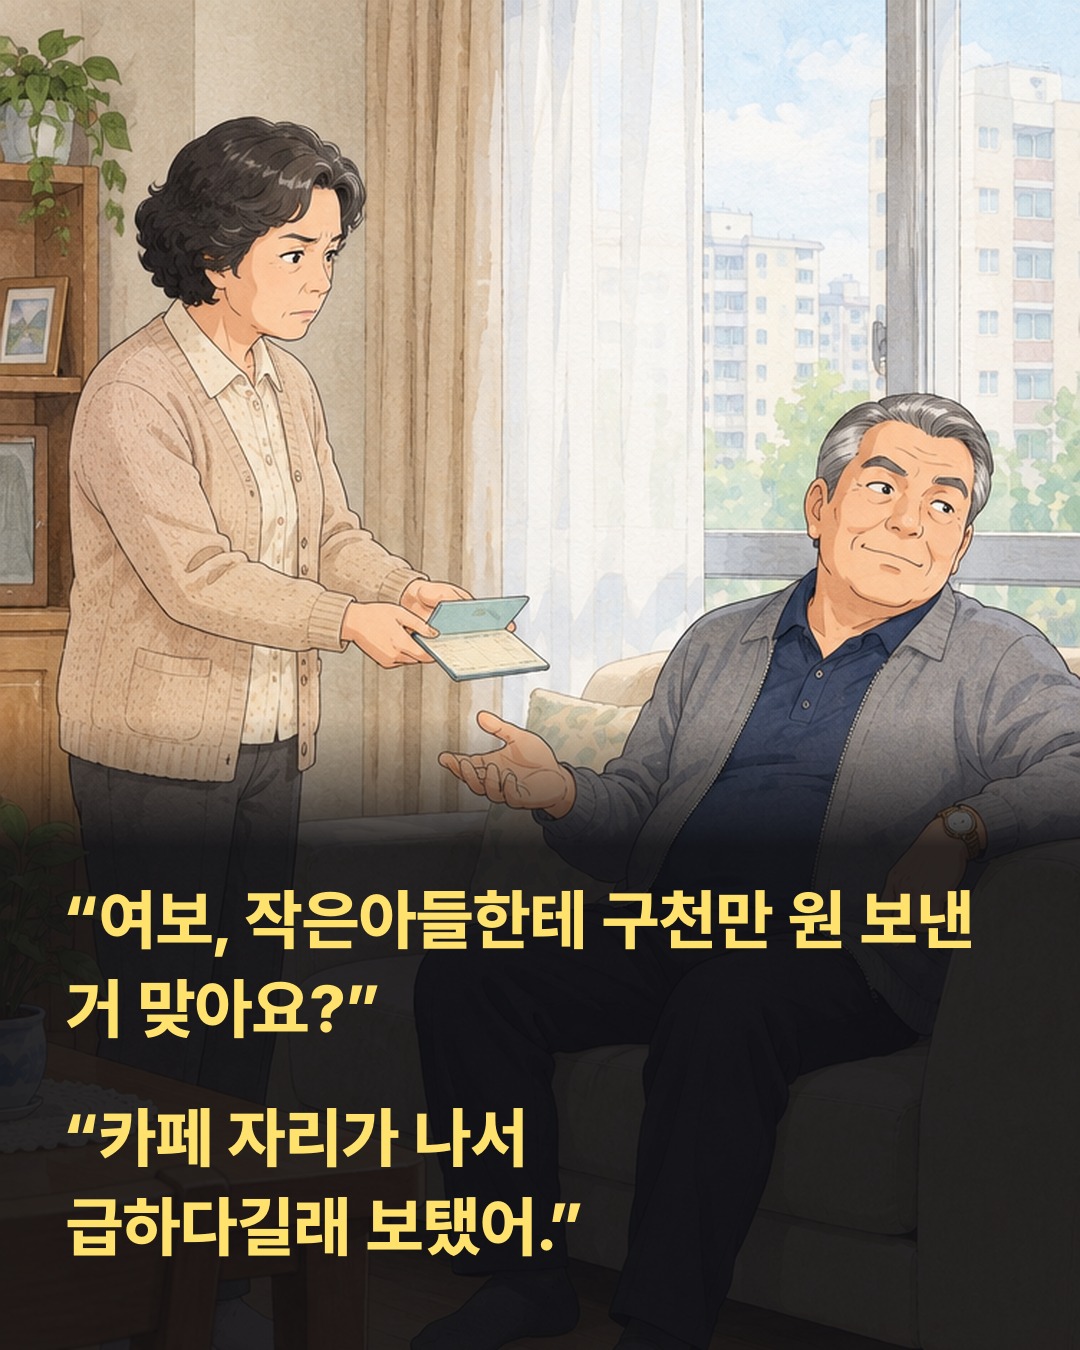 “여보, 작은아들한테 구천만 원 보낸
거 맞아요?”
“카페 자리가 나서
급하다길래 보탰어.”